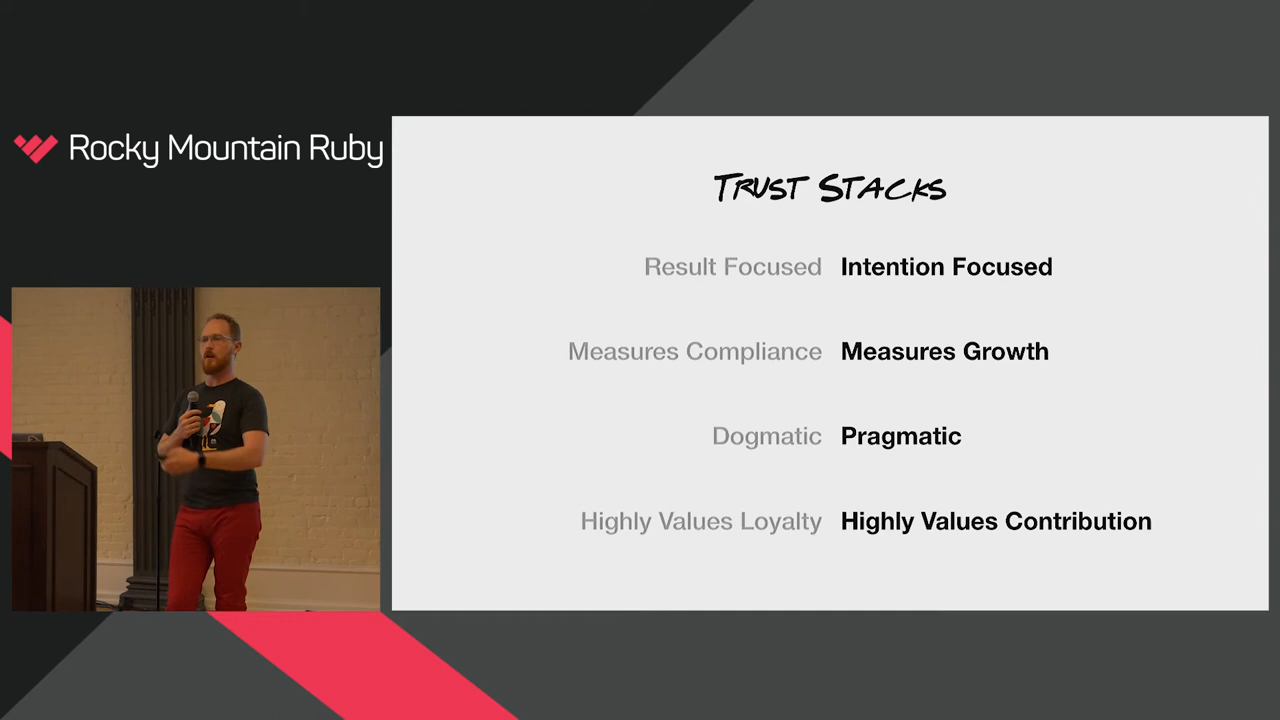 Rocky Mountain Ruby
TRUST STACKS
Result Focused Intention Focused
Measures Compliance Measures Growth
Dogmatic Pragmatic
Highly Values Loyalty Highly Values Contribution